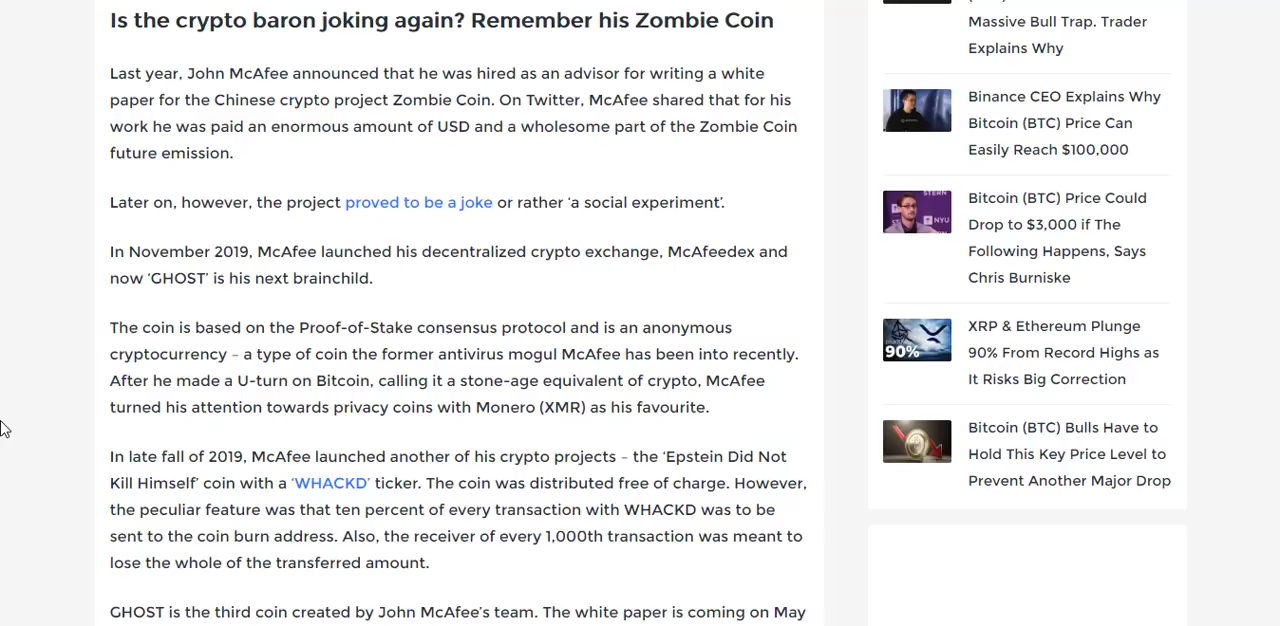 Is the crypto baron joking again? Remember his Zombie Coin
Last year, John McAfee announced that he was hired as an advisor for writing a white
paper for the Chinese crypto project Zombie Coin. On Twitter, McAfee shared that for his
work he was paid an enormous amount of USD and a wholesome part of the Zombie Coin
future emission.
Later on, however, the project proved to be a joke or rather ‘a social experiment’.
In November 2019, McAfee launched his decentralized crypto exchange, McAfeedex and
now ‘GHOST’ is his next brainchild.
The coin is based on the Proof-of-Stake consensus protocol and is an anonymous
cryptocurrency – a type of coin the former antivirus mogul McAfee has been into recently.
After he made a U-turn on Bitcoin, calling it a stone-age equivalent of crypto, McAfee
turned his attention towards privacy coins with Monero (XMR) as his favourite.
In late fall of 2019, McAfee launched another of his crypto projects – the ‘Epstein Did Not
Kill Himself’ coin with a ‘WHACKD’ ticker. The coin was distributed free of charge. However,
the peculiar feature was that ten percent of every transaction with WHACKD was to be
sent to the coin burn address. Also, the receiver of every 1,000th transaction was meant to
lose the whole of the transferred amount.
GHOST is the third coin created by John McAfee’s team. The white paper is coming on May
Massive Bull Trap. Trader
Explains Why
Binance CEO Explains Why
Bitcoin (BTC) Price Can
Easily Reach $100,000
STERN
NYU
Bitcoin (BTC) Price Could
Drop to $3,000 if The
Following Happens, Says
Chris Burniske
90%
XRP & Ethereum Plunge
90% From Record Highs as
It Risks Big Correction
Bitcoin (BTC) Bulls Have to
Hold This Key Price Level to
Prevent Another Major Drop